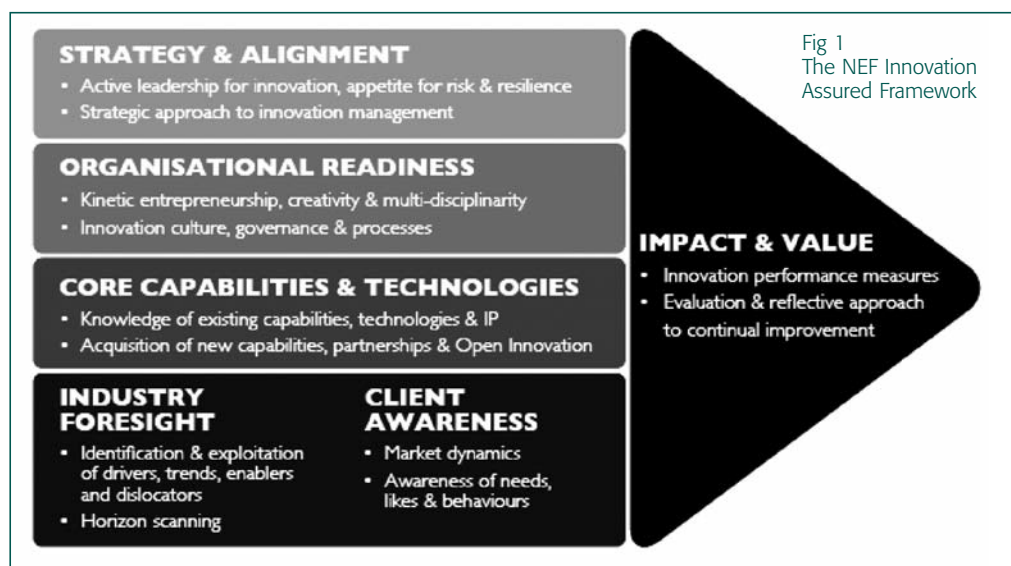 Fig 1
The NEF Innovation
Assured Framework
STRATEGY & ALIGNMENT
• Active leadership for innovation, appetite for risk & resilience
• Strategic approach to innovation management
ORGANISATIONAL READINESS
• Kinetic entrepreneurship, creativity & multi-disciplinarity
• Innovation culture, governance & processes
CORE CAPABILITIES & TECHNOLOGIES
• Knowledge of existing capabilities, technologies & IP
• Acquisition of new capabilities, partnerships & Open Innovation
INDUSTRY
FORESIGHT
• Identification & exploitation
of drivers, trends, enablers
and dislocators
• Horizon scanning
CLIENT
AWARENESS
• Market dynamics
• Awareness of needs,
likes & behaviours
IMPACT & VALUE
• Innovation performance measures
• Evaluation & reflective approach
to continual improvement